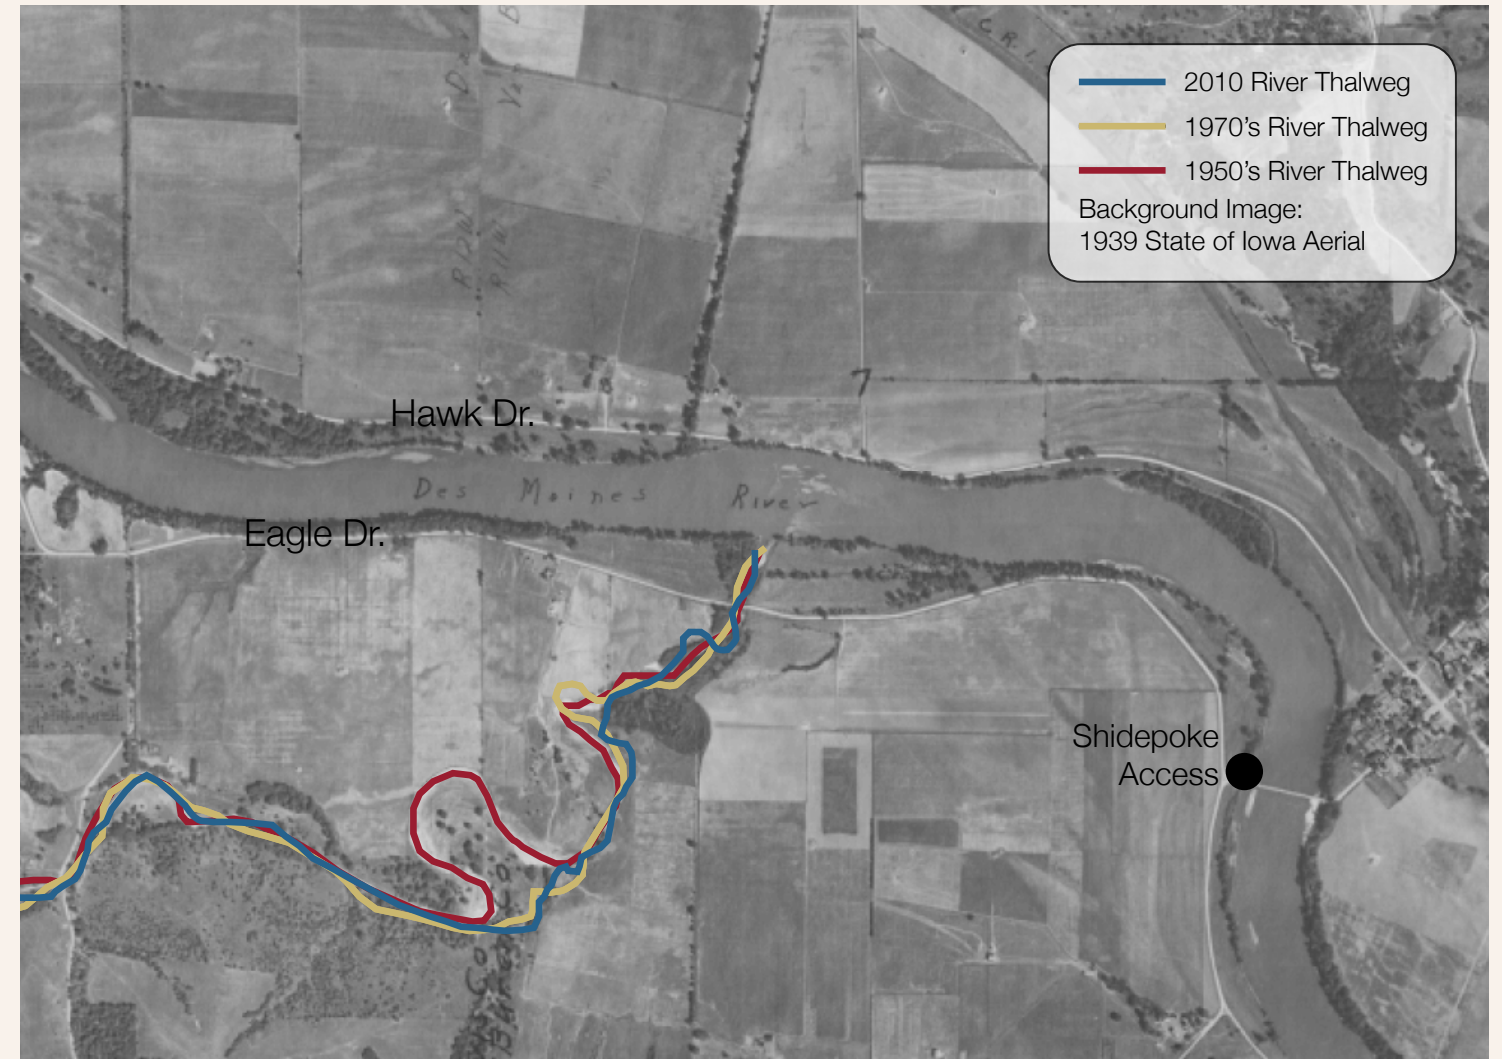 C. R. I.
2010 River Thalweg
1970's River Thalweg
1950's River Thalweg
Background Image:
1939 State of Iowa Aerial
7
Hawk Dr.
Des Moines River
Eagle Dr.
Shidepoke
Access